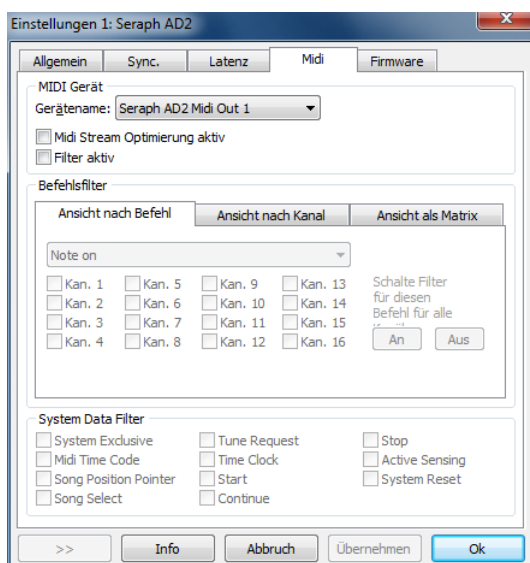 Einstellungen 1: Seraph AD2
Allgemein Sync. Latenz Midi Firmware
MIDI Gerät
Gerätename: Seraph AD2 Midi Out 1
Midi Stream Optimierung aktiv
Filter aktiv
Befehlsfilter
Ansicht nach Befehl Ansicht nach Kanal Ansicht als Matrix
Note on
Kan. 1 Kan. 5 Kan. 9 Kan. 13
Kan. 2 Kan. 6 Kan. 10 Kan. 14
Kan. 3 Kan. 7 Kan. 11 Kan. 15
Kan. 4 Kan. 8 Kan. 12 Kan. 16
Schalte Filter
für diesen
Befehl für alle
An Aus
System Data Filter
System Exclusive Tune Request Stop
Midi Time Code Time Clock Active Sensing
Song Position Pointer Start System Reset
Song Select Continue
>> Info Abbruch Übernehmen Ok